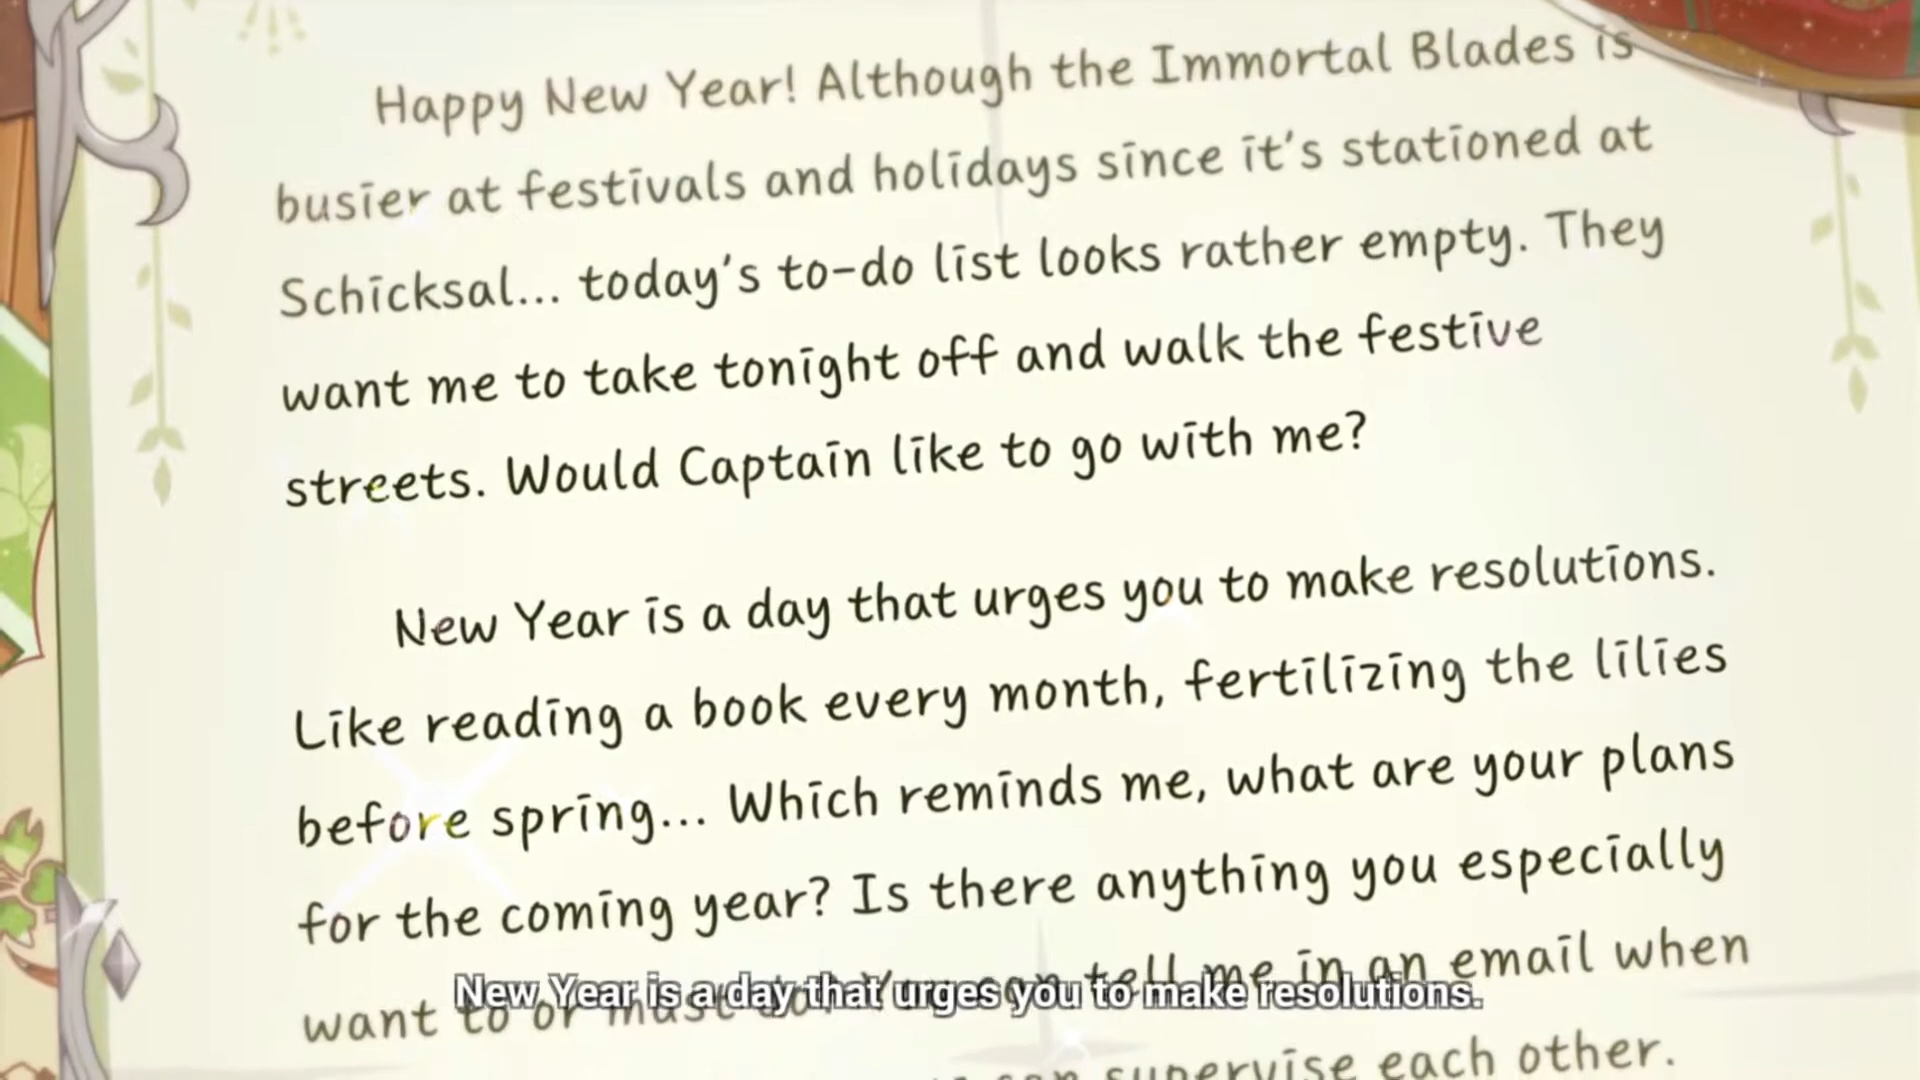 Happy New Year! Although the Immortal Blades is
busier at festivals and holidays since it's stationed at
Schicksal... today's to-do list looks rather empty. They
want me to take tonight off and walk the festive
streets. Would Captain like to go with me?
New Year is a day that urges you to make resolutions.
Like reading a book every month, fertilizing the lilies
before spring... Which reminds me, what are your plans
for the coming year? Is there anything you especially
want to or must do? You can tell me in an email when
supervise each other.
New Year is a day that urges you to make resolutions.